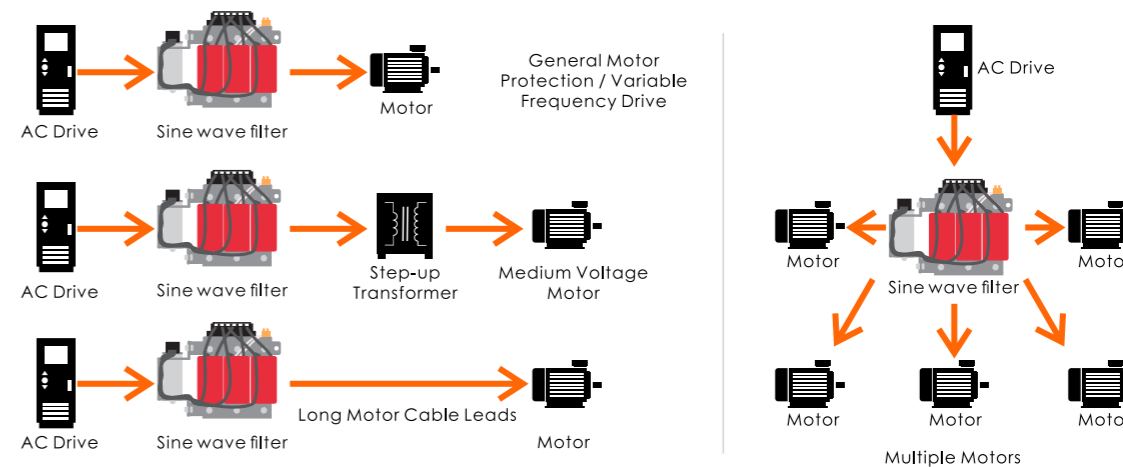 General Motor
Protection / Variable
Frequency Drive
Motor
AC Drive
Sine wave filter
Step-up
Transformer
Medium Voltage
Motor
AC Drive
Sine wave filter
Long Motor Cable Leads
AC Drive
Sine wave filter
Motor
AC Drive
Motor
Moto
Sine wave filter
Motor
Motor
Moto
Multiple Motors